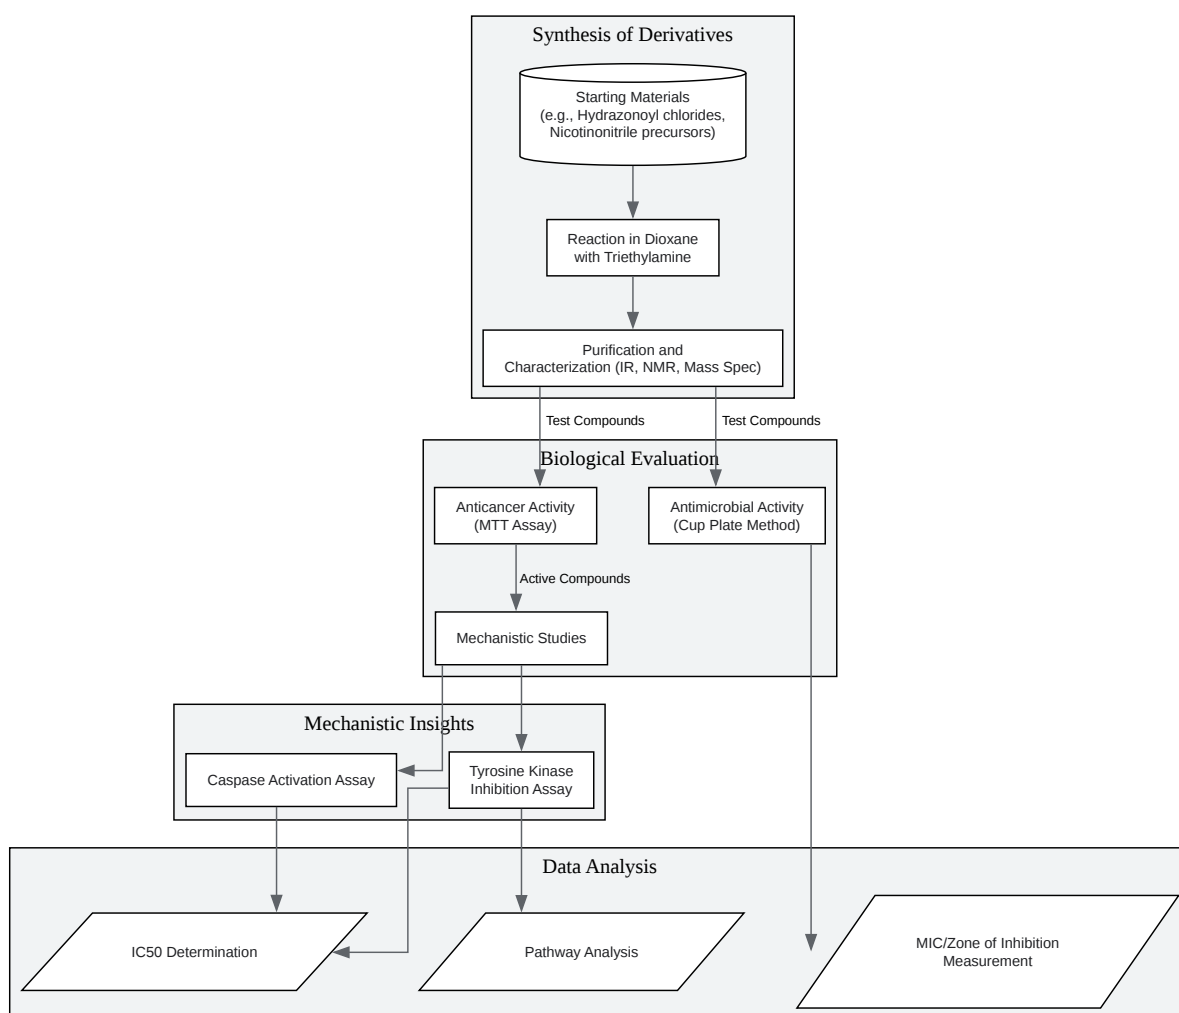 Synthesis of Derivatives
Starting Materials
(e.g., Hydrazonoyl chlorides,
Nicotinonitrile precursors)
Reaction in Dioxane
with Triethylamine
Purification and
Characterization (IR, NMR, Mass Spec)
Test Compounds
Test Compounds
Biological Evaluation
Anticancer Activity
(MTT Assay)
Antimicrobial Activity
(Cup Plate Method)
Active Compounds
Mechanistic Studies
Mechanistic Insights
Caspase Activation Assay
Tyrosine Kinase
Inhibition Assay
Data Analysis
IC50 Determination
Pathway Analysis
MIC/Zone of Inhibition
Measurement